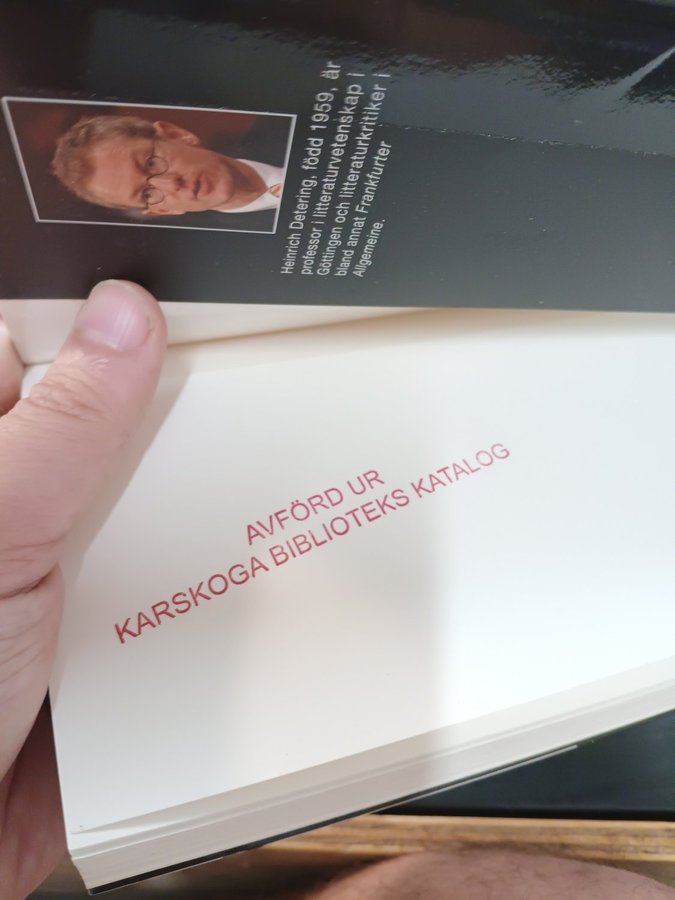 Heinrich Detering, född 1959, är
professor i litteraturvetenskap i
Göttingen och litteraturkritiker i
bland annat Frankfurter
Allgemeine.
AVFÖRD UR
KARSKOGA BIBLIOTEKS KATALOG